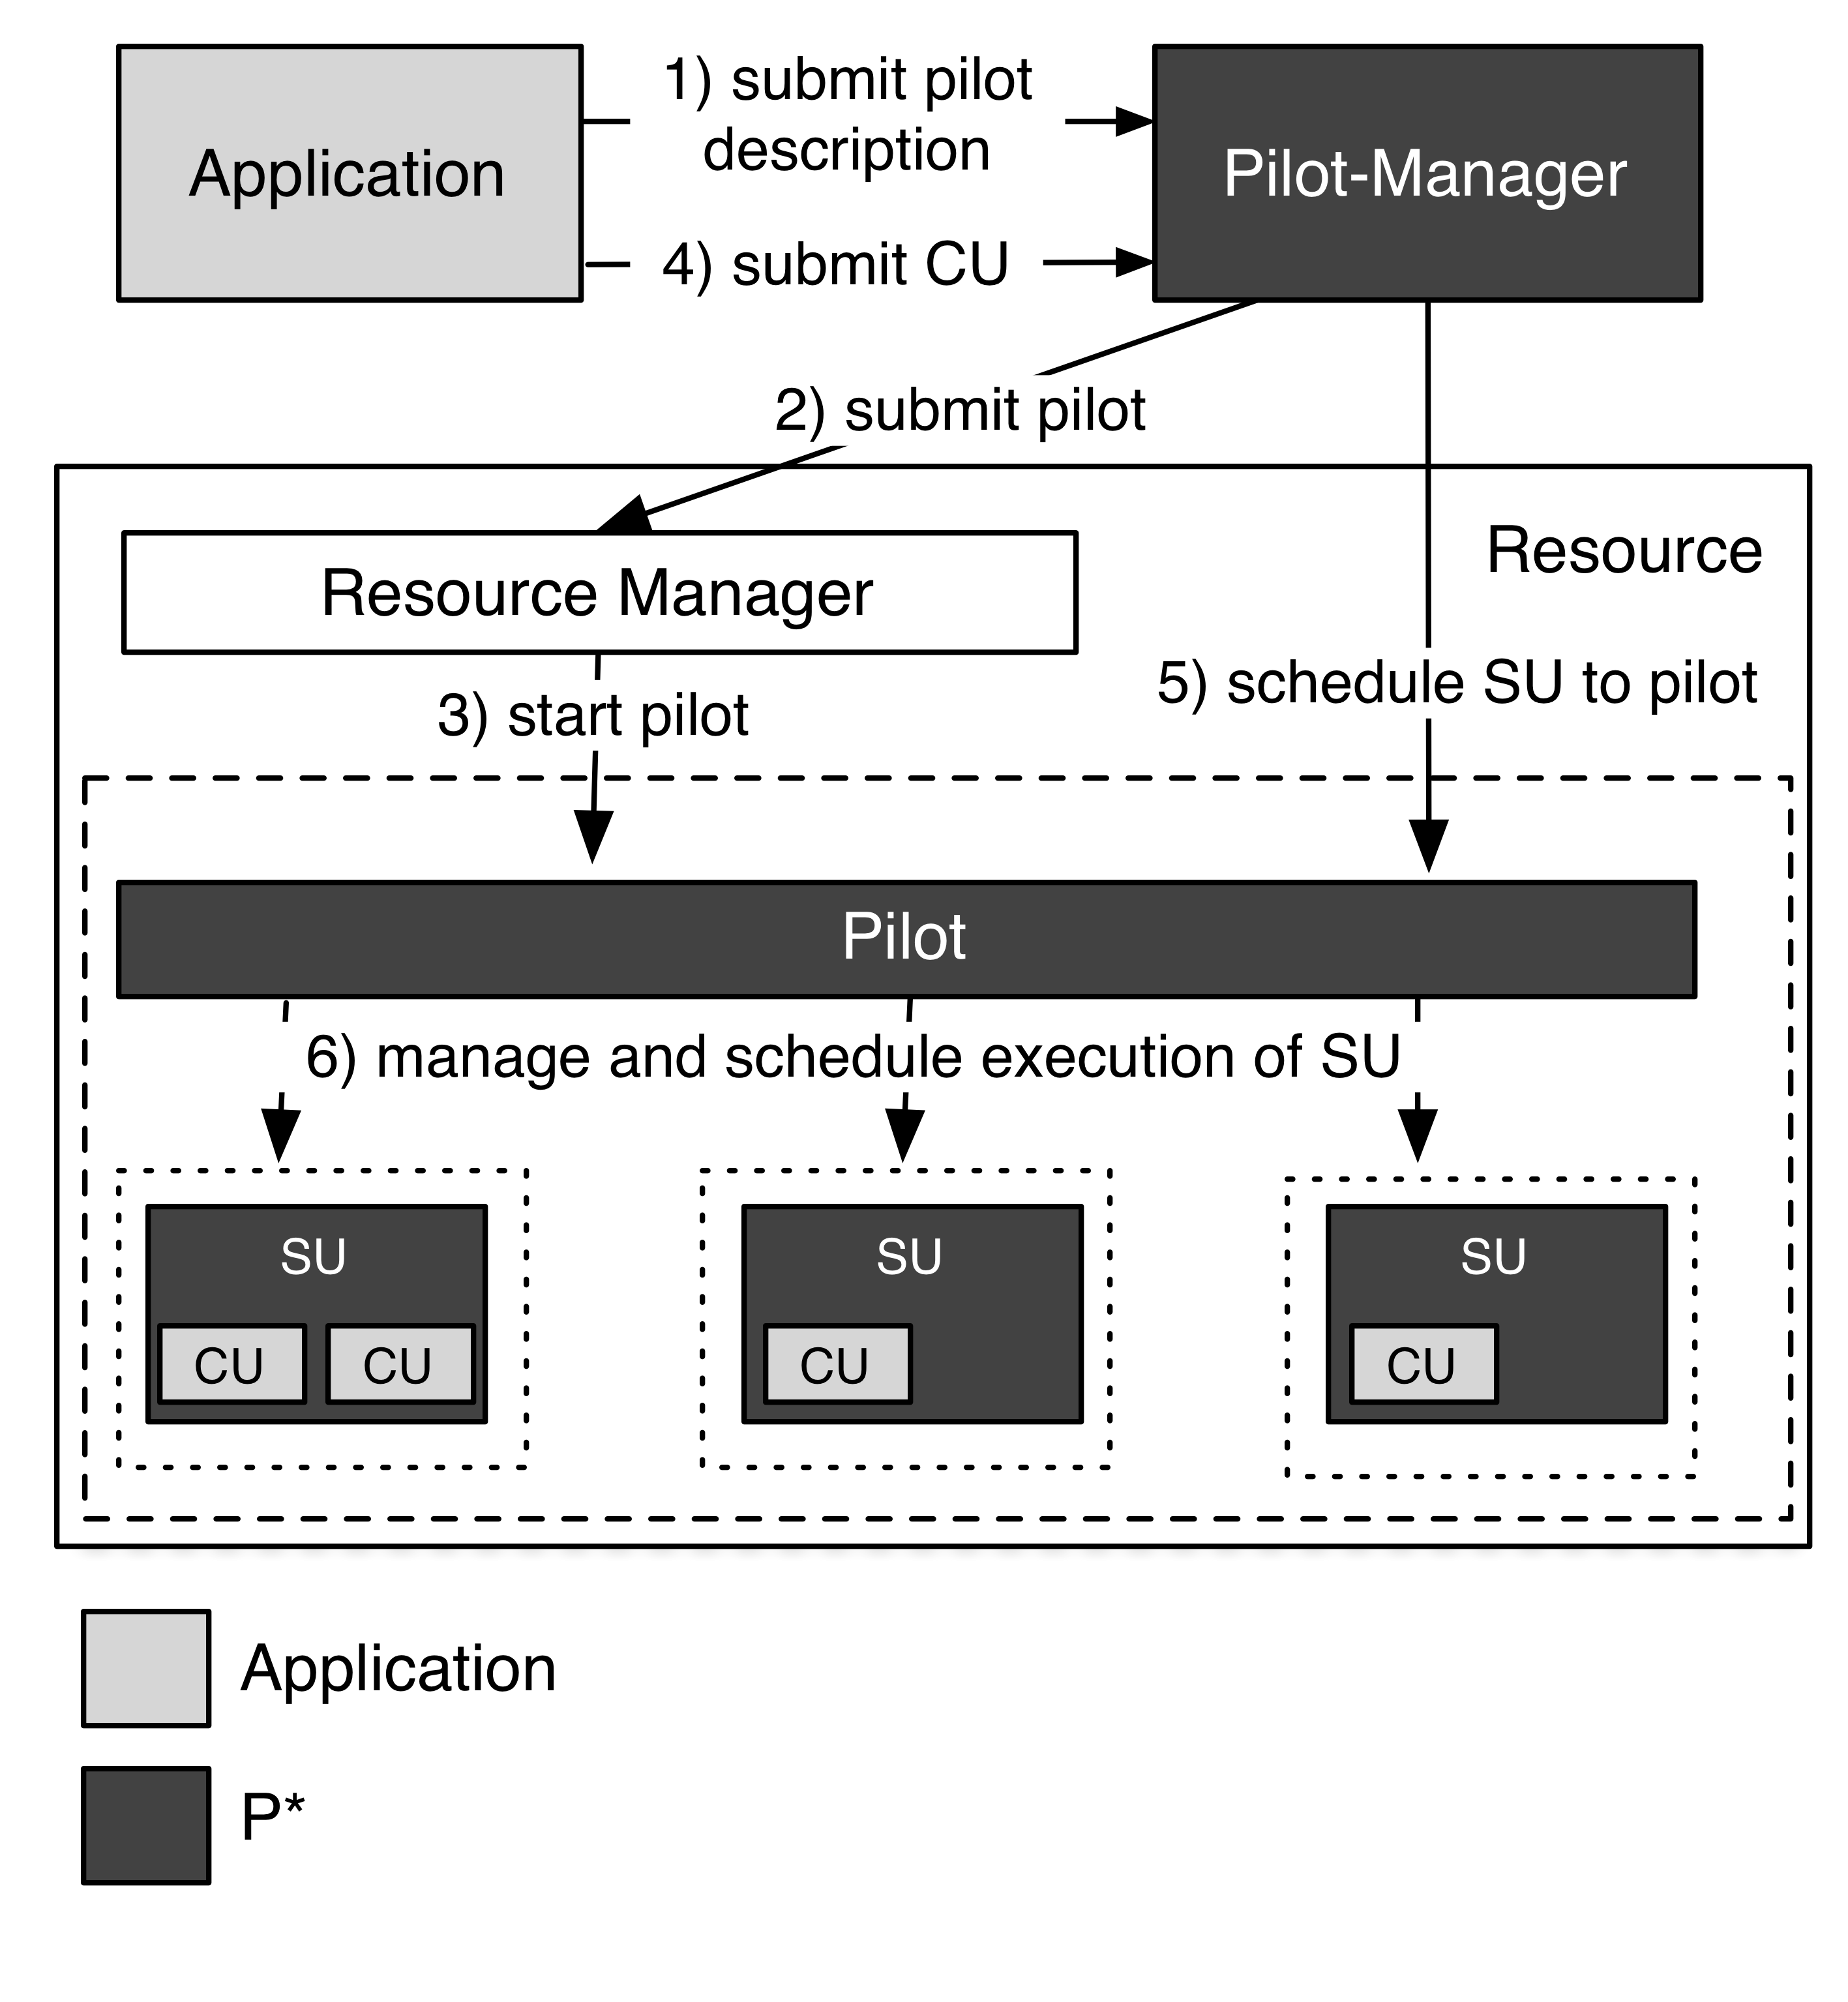 Application
1) submit pilot
description
4) submit CU
Pilot-Manager
2) submit pilot
Resource
Resource Manager
3) start pilot
5) schedule SU to pilot
Pilot
6) manage and schedule execution of SU
SU
CU
CU
SU
CU
SU
CU
Application
P*